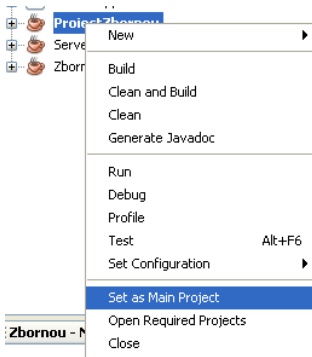 ProjectZbornou
New
Serve
Zborn
Build
Clean and Build
Clean
Generate Javadoc
Run
Debug
Profile
Test Alt+F6
Set Configuration
Set as Main Project
Open Required Projects
Close
Zbornou - N